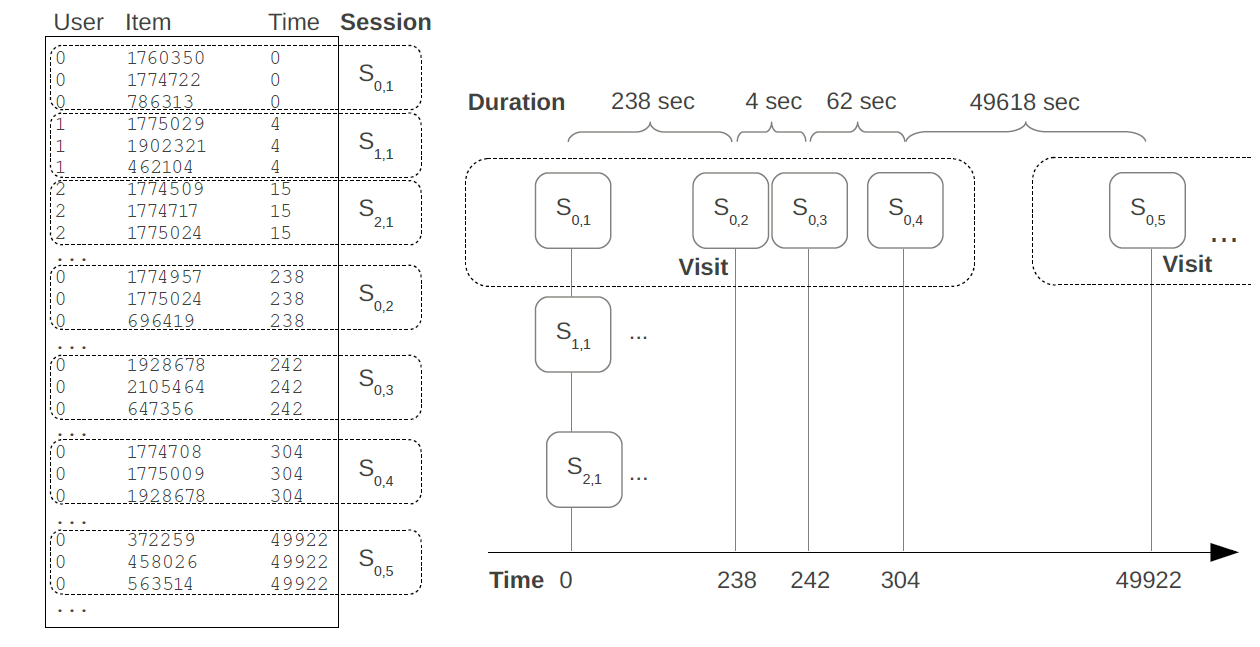 User Item Time Session
0 1760350 0
0 1774722 0
0 786313 0
S0,1
1 1775029 4
1 1902321 4
1 462104 4
S1,1
2 1774509 15
2 1774717 15
2 1775024 15
S2,1
...
0 1774957 238
0 1775024 238
0 696419 238
S0,2
...
0 1928678 242
0 2105464 242
0 647356 242
S0,3
...
0 1774708 304
0 1775009 304
0 1928678 304
S0,4
...
0 372259 49922
0 458026 49922
0 563514 49922
S0,5
...
Duration 238 sec 4 sec 62 sec 49618 sec
S0,1 S0,2 S0,3 S0,4 S0,5 ...
Visit Visit
S1,1 ...
S2,1 ...
Time 0 238 242 304 49922